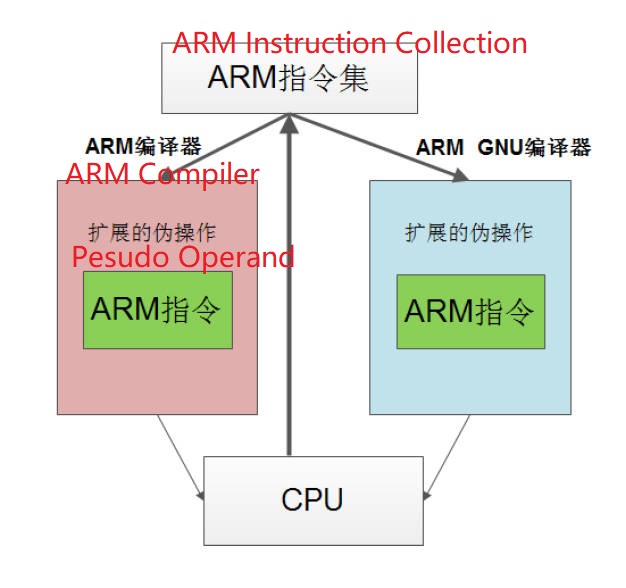 ARM Instruction Collection
ARM指令集
ARM编译器
ARM GNU编译器
ARM Compiler
扩展的伪操作
扩展的伪操作
Pesudo Operand
ARM指令
ARM指令
CPU